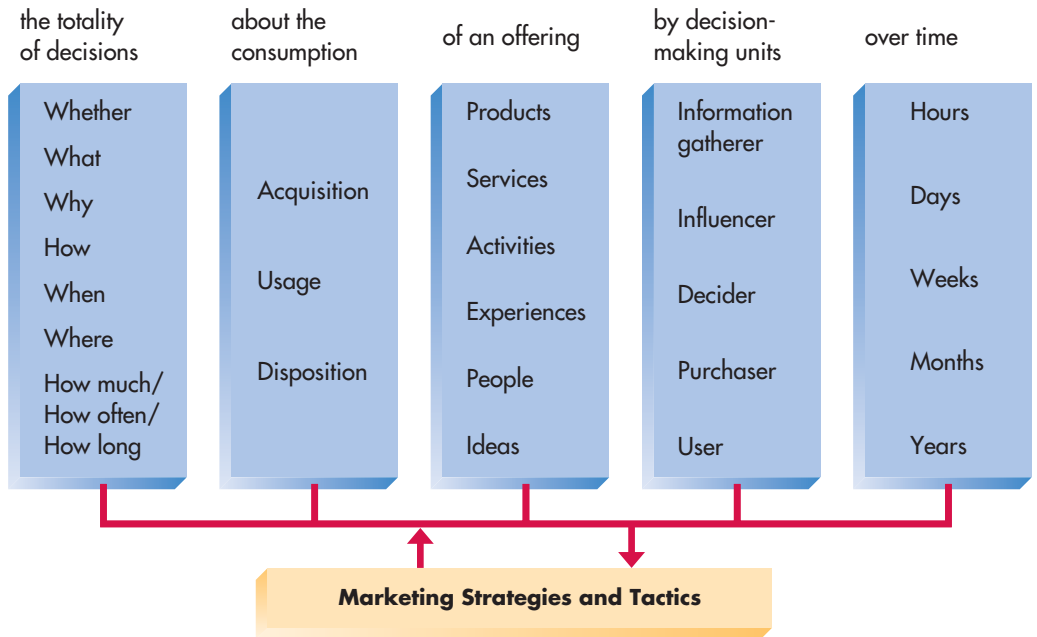 the totality
of decisions
Whether
What
Why
How
When
Where
How much/
How often/
How long
about the
consumption
Acquisition
Usage
Disposition
of an offering
Products
Services
Activities
Experiences
People
Ideas
by decision-
making units
Information
gatherer
Influencer
Decider
Purchaser
User
over time
Hours
Days
Weeks
Months
Years
Marketing Strategies and Tactics